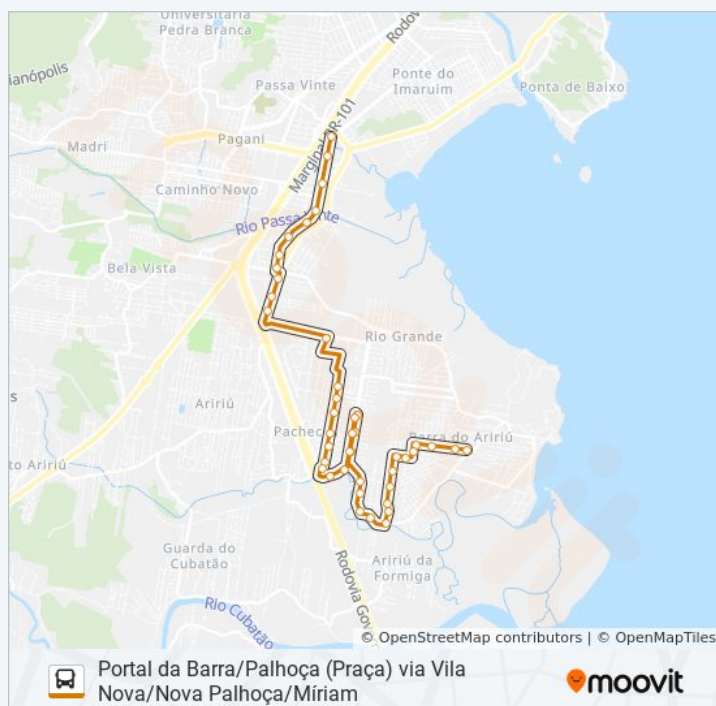 Universitária
Pedra Branca
Rodov
ianópolis
Passa Vinte
Ponte do
Imaruim
Ponta de Baixo
Marginal BR-101
Pagani
Madri
Caminho Novo
Rio Passa Vinte
Bela Vista
Rio Grande
s
Aririú
Pachec
Barra do Aririú
to Aririú
Guarda do
Cubatão
Aririú da
Formiga
Rio Cubatão
Rodovia Gov
© OpenStreetMap contributors | © OpenMapTiles
Portal da Barra/Palhoça (Praça) via Vila
Nova/Nova Palhoça/Míriam
moovit